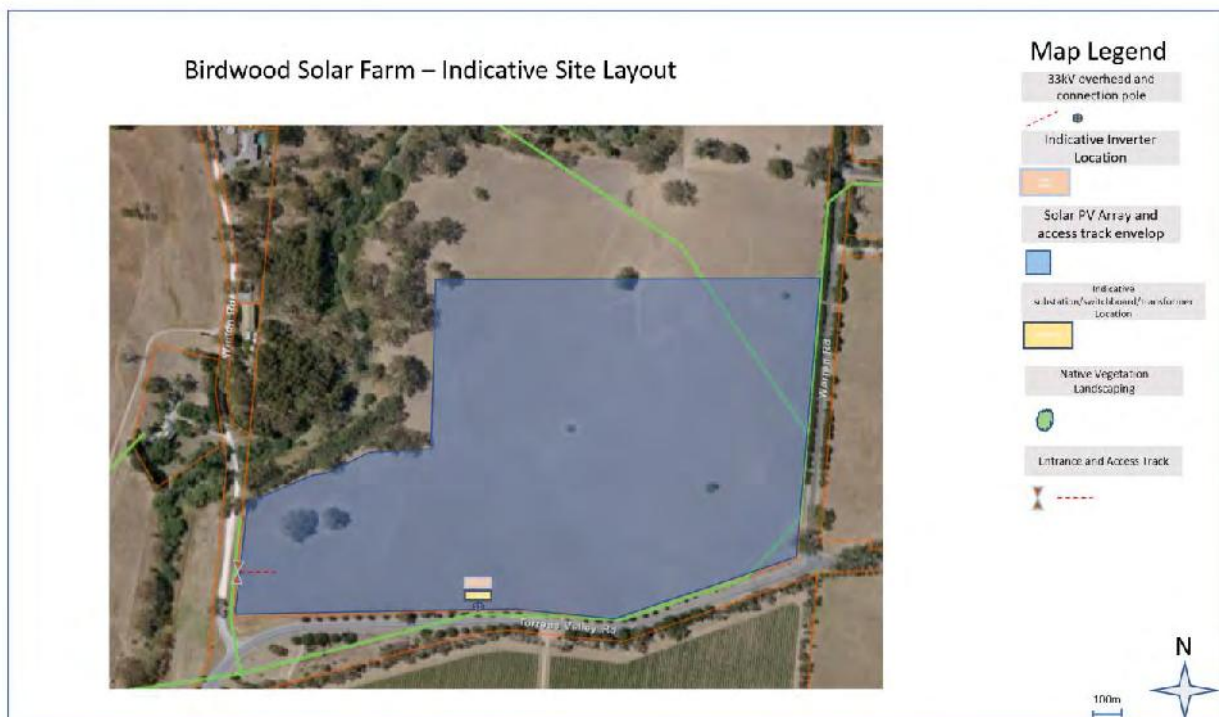 Birdwood Solar Farm – Indicative Site Layout
Map Legend
33kV overhead and
connection pole
Indicative Inverter
Location
Solar PV Array and
access track envelop
Indicative
substation/switchboard/transformer
Location
Native Vegetation
Landscaping
Entrance and Access Track
Warren Rd
Torrens Valley Rd
N
100m